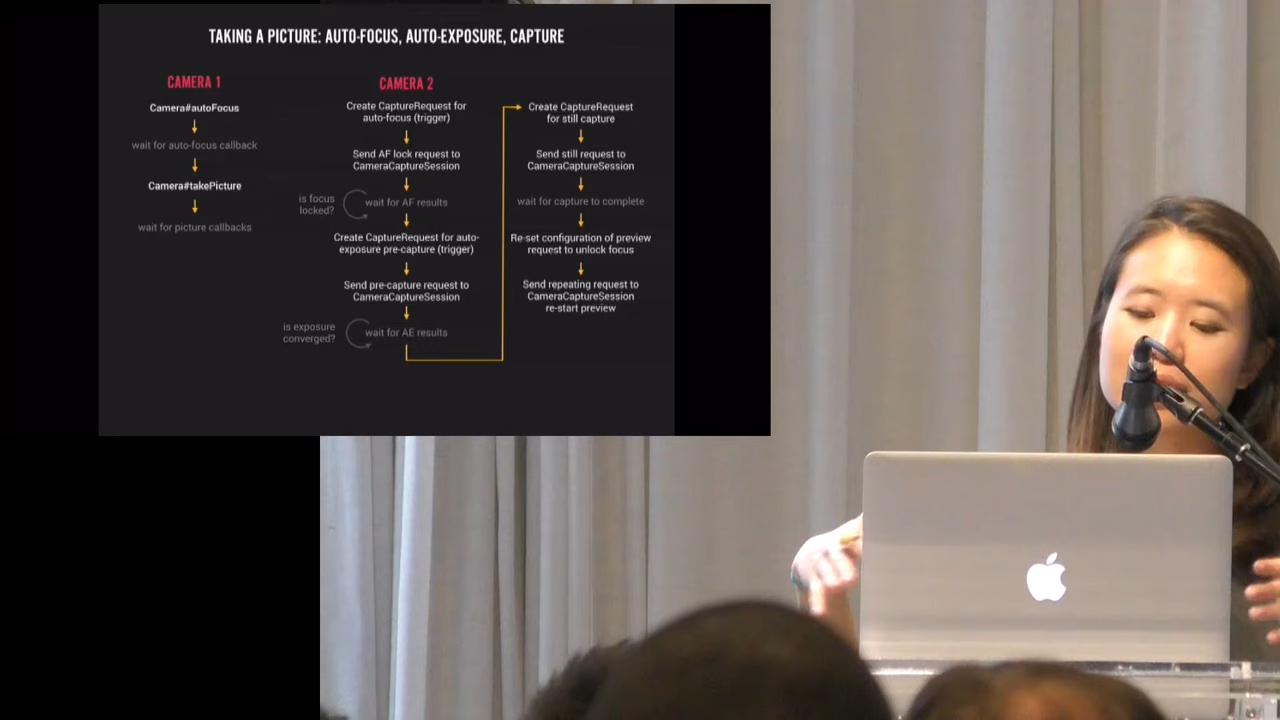 TAKING A PICTURE: AUTO-FOCUS, AUTO-EXPOSURE, CAPTURE
CAMERA 1
Camera#autoFocus
wait for auto-focus callback
Camera#takePicture
wait for picture callbacks
CAMERA 2
Create CaptureRequest for
auto-focus (trigger)
Send AF lock request to
CameraCaptureSession
is focus
locked?
wait for AF results
Create CaptureRequest for auto-
exposure pre-capture (trigger)
Send pre-capture request to
CameraCaptureSession
is exposure
converged?
wait for AE results
Create CaptureRequest
for still capture
Send still request to
CameraCaptureSession
wait for capture to complete
Re-set configuration of preview
request to unlock focus
Send repeating request to
CameraCaptureSession
re-start preview